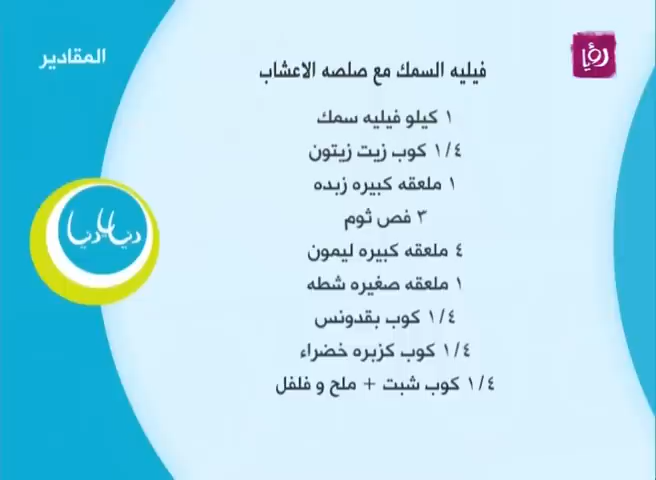 المقادير
رؤيا
فيليه السمك مع صلصه الاعشاب
١ كيلو فيليه سمك
١/٤ كوب زيت زيتون
١ ملعقه كبيره زبده
٣ فص ثوم
٤ ملعقه كبيره ليمون
١ ملعقه صغيره شطه
١/٤ كوب بقدونس
١/٤ كوب كزبره خضراء
١/٤ كوب شبت + ملح و فلفل
دنيا يا دنيا